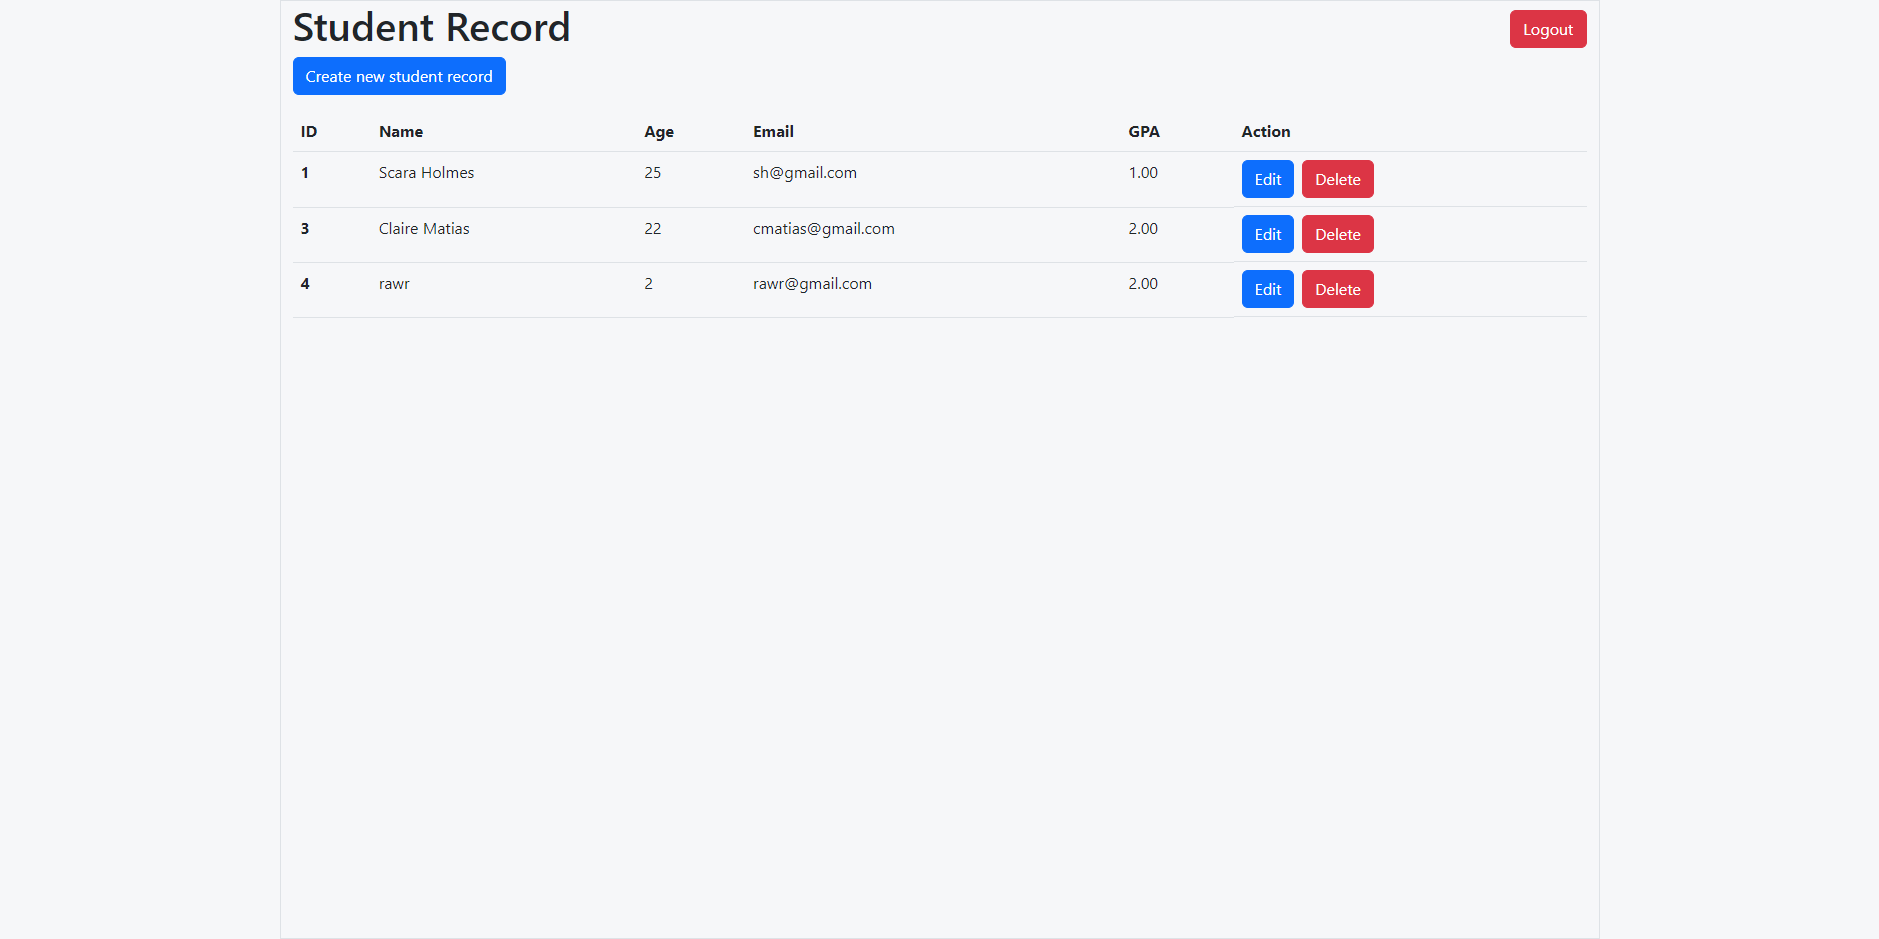 Student Record
Logout
Create new student record
ID Name Age Email GPA Action
1 Scara Holmes 25 sh@gmail.com 1.00 Edit Delete
3 Claire Matias 22 cmatias@gmail.com 2.00 Edit Delete
4 rawr 2 rawr@gmail.com 2.00 Edit Delete